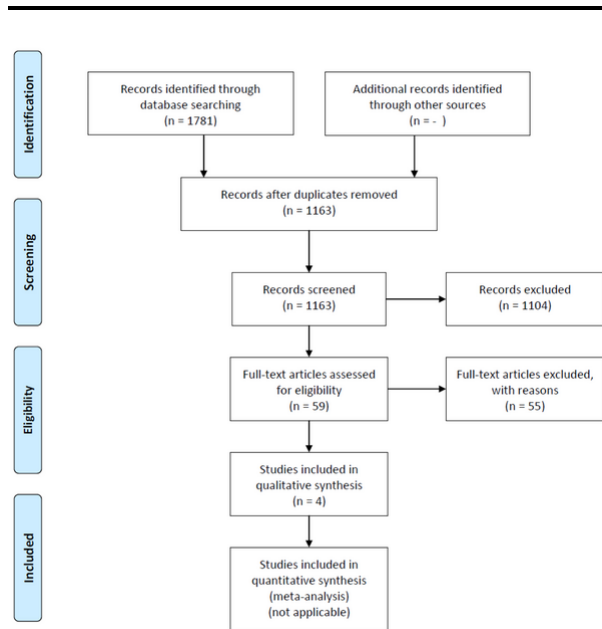 Identification
Records identified through
database searching
(n = 1781)
Additional records identified
through other sources
(n = - )
Records after duplicates removed
(n = 1163)
Screening
Records screened
(n = 1163)
Records excluded
(n = 1104)
Eligibility
Full-text articles assessed
for eligibility
(n = 59)
Full-text articles excluded,
with reasons
(n = 55)
Studies included in
qualitative synthesis
(n = 4)
Included
Studies included in
quantitative synthesis
(meta-analysis)
(not applicable)